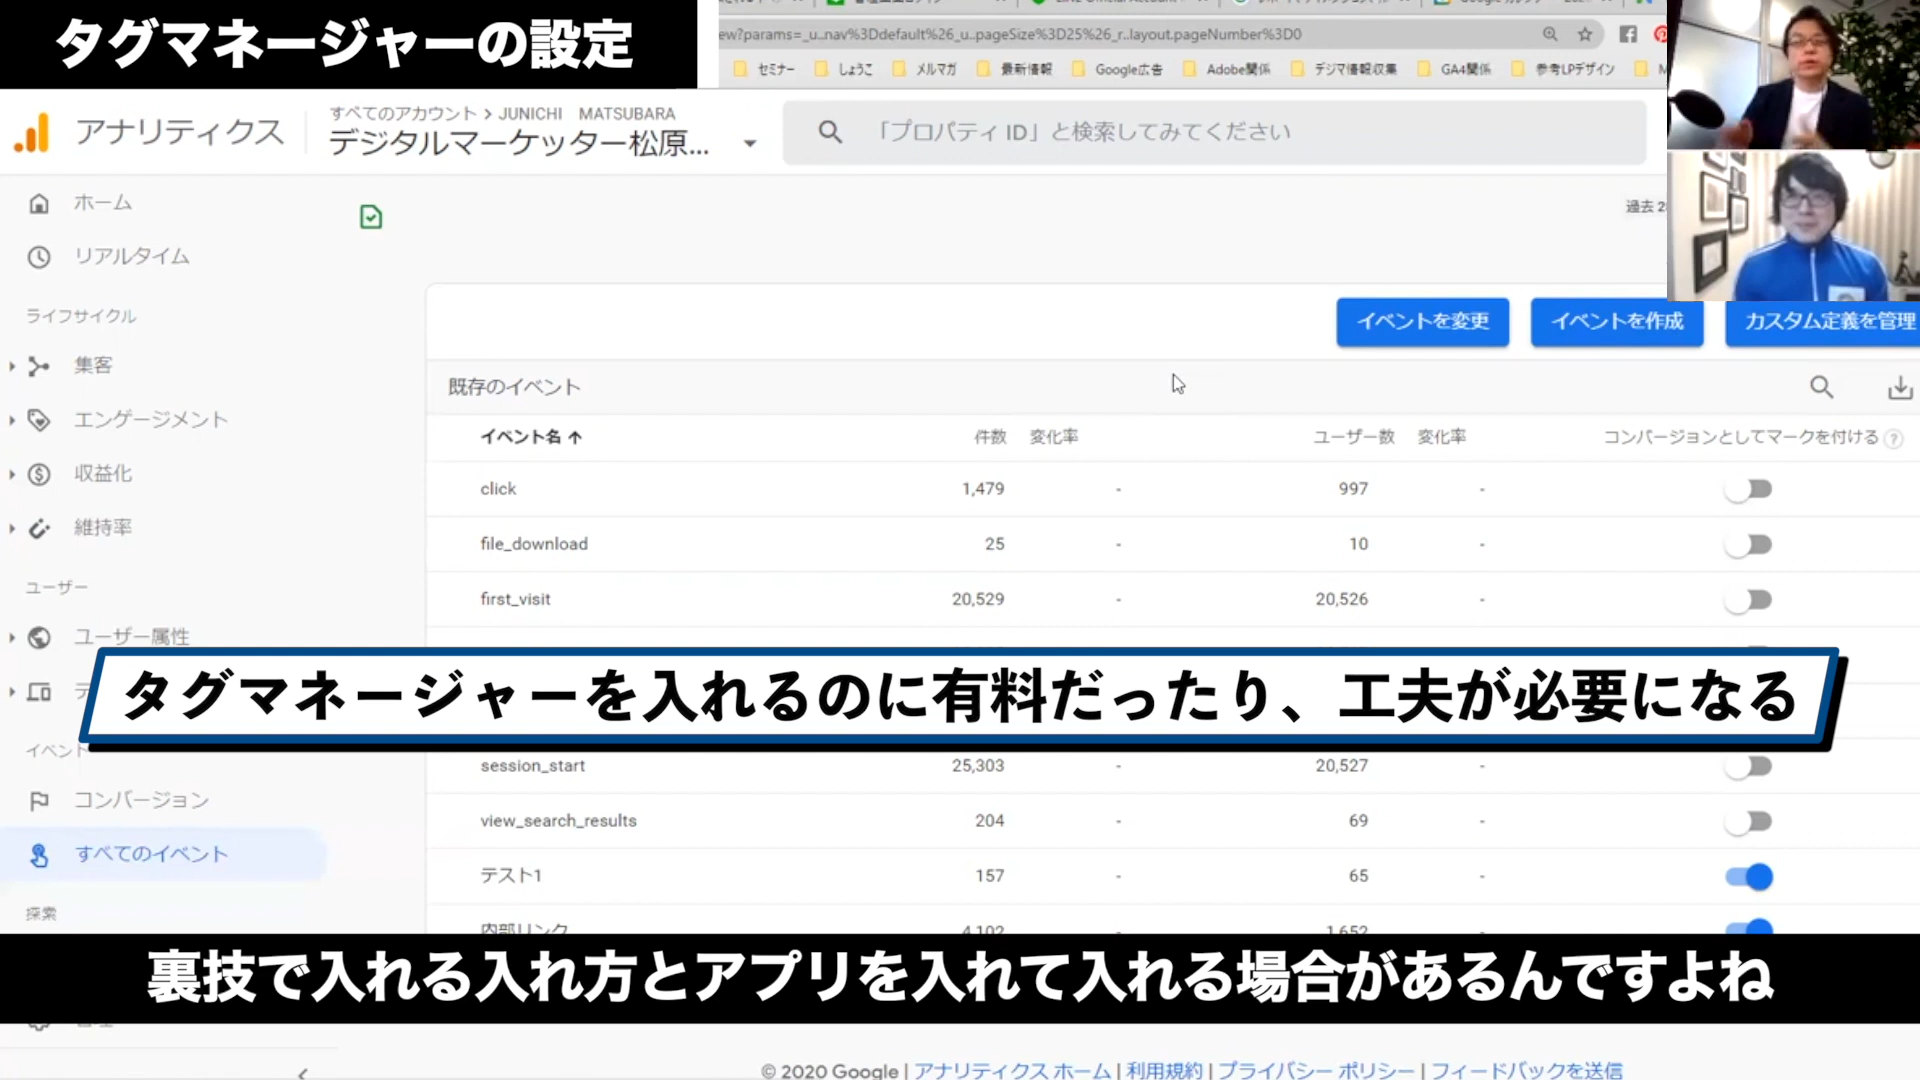 タグマネージャーの設定
ew?params=_u..nav%3Ddefault%26_u..pageSize%3D25%26_r..layout.pageNumber%3D0
セミナー
しょうこ
メルマガ
最新情報
Google広告
Adobe関係
デジマ情報収集
GA4関係
参考LPデザイン
アナリティクス
すべてのアカウント > JUNICHI MATSUBARA
デジタルマーケッター松原...
「プロパティ ID」と検索してみてください
ホーム
リアルタイム
過去 2
ライフサイクル
イベントを変更
イベントを作成
カスタム定義を管理
集客
既存のイベント
エンゲージメント
イベント名 件数 変化率 ユーザー数 変化率 コンバージョンとしてマークを付ける
収益化
click 1,479 - 997 -
維持率
file_download 25 - 10 -
ユーザー
first_visit 20,529 - 20,526 -
ユーザー属性
タグマネージャーを入れるのに有料だったり、工夫が必要になる
イベント
session_start 25,303 - 20,527 -
コンバージョン
view_search_results 204 - 69 -
すべてのイベント
テスト1 157 - 65 -
探索
内部リンク 4,102 - 1,652 -
裏技で入れる入れ方とアプリを入れて入れる場合があるんですよね
© 2020 Google | アナリティクス ホーム | 利用規約 | プライバシー ポリシー | フィードバックを送信